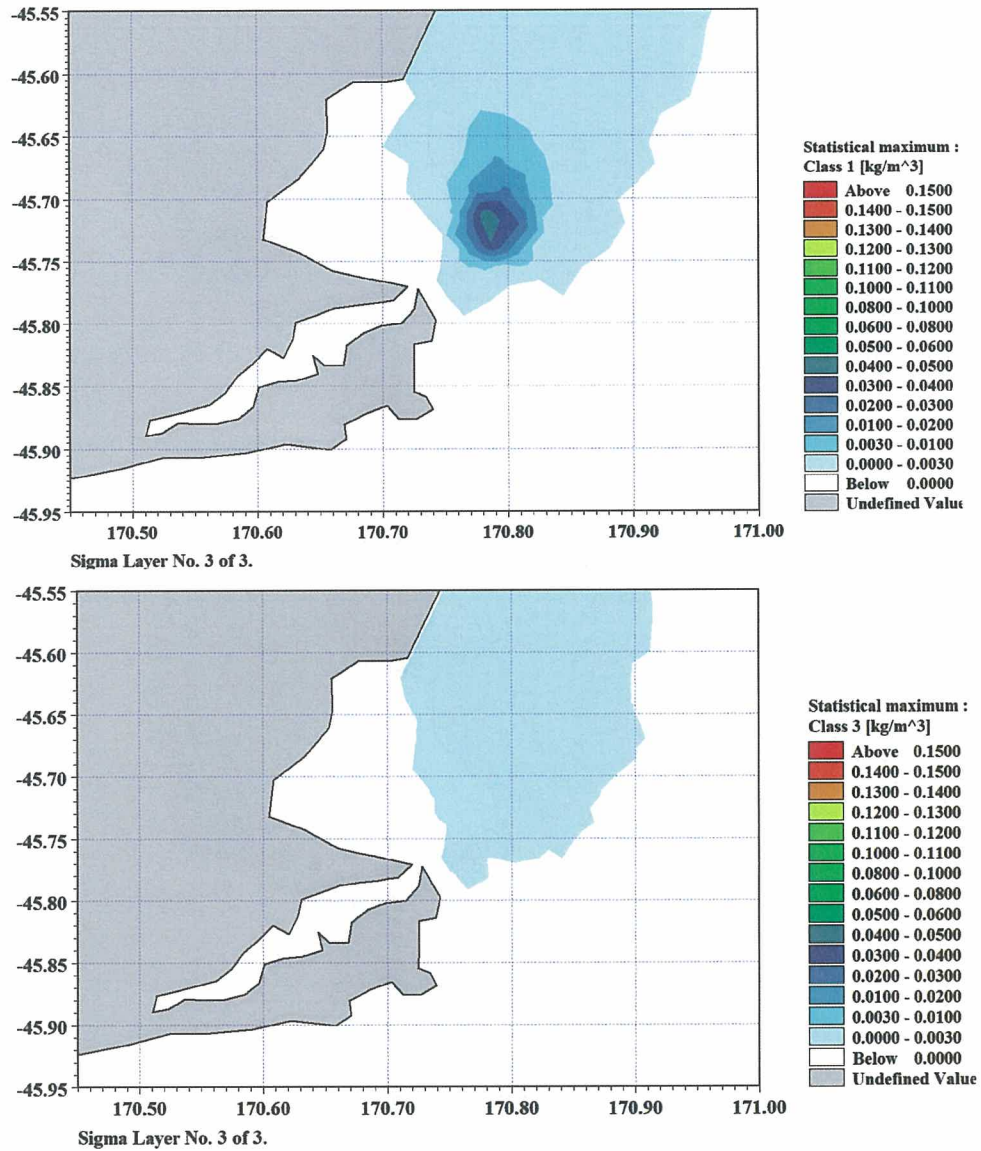 -45.55
-45.60
-45.65
-45.70
-45.75
-45.80
-45.85
-45.90
-45.95
170.50 170.60 170.70 170.80 170.90 171.00
Sigma Layer No. 3 of 3.
Statistical maximum :
Class 1 [kg/m^3]
Above 0.1500
0.1400 - 0.1500
0.1300 - 0.1400
0.1200 - 0.1300
0.1100 - 0.1200
0.1000 - 0.1100
0.0800 - 0.1000
0.0600 - 0.0800
0.0500 - 0.0600
0.0400 - 0.0500
0.0300 - 0.0400
0.0200 - 0.0300
0.0100 - 0.0200
0.0030 - 0.0100
0.0000 - 0.0030
Below 0.0000
Undefined Value
-45.55
-45.60
-45.65
-45.70
-45.75
-45.80
-45.85
-45.90
-45.95
170.50 170.60 170.70 170.80 170.90 171.00
Sigma Layer No. 3 of 3.
Statistical maximum :
Class 3 [kg/m^3]
Above 0.1500
0.1400 - 0.1500
0.1300 - 0.1400
0.1200 - 0.1300
0.1100 - 0.1200
0.1000 - 0.1100
0.0800 - 0.1000
0.0600 - 0.0800
0.0500 - 0.0600
0.0400 - 0.0500
0.0300 - 0.0400
0.0200 - 0.0300
0.0100 - 0.0200
0.0030 - 0.0100
0.0000 - 0.0030
Below 0.0000
Undefined Value